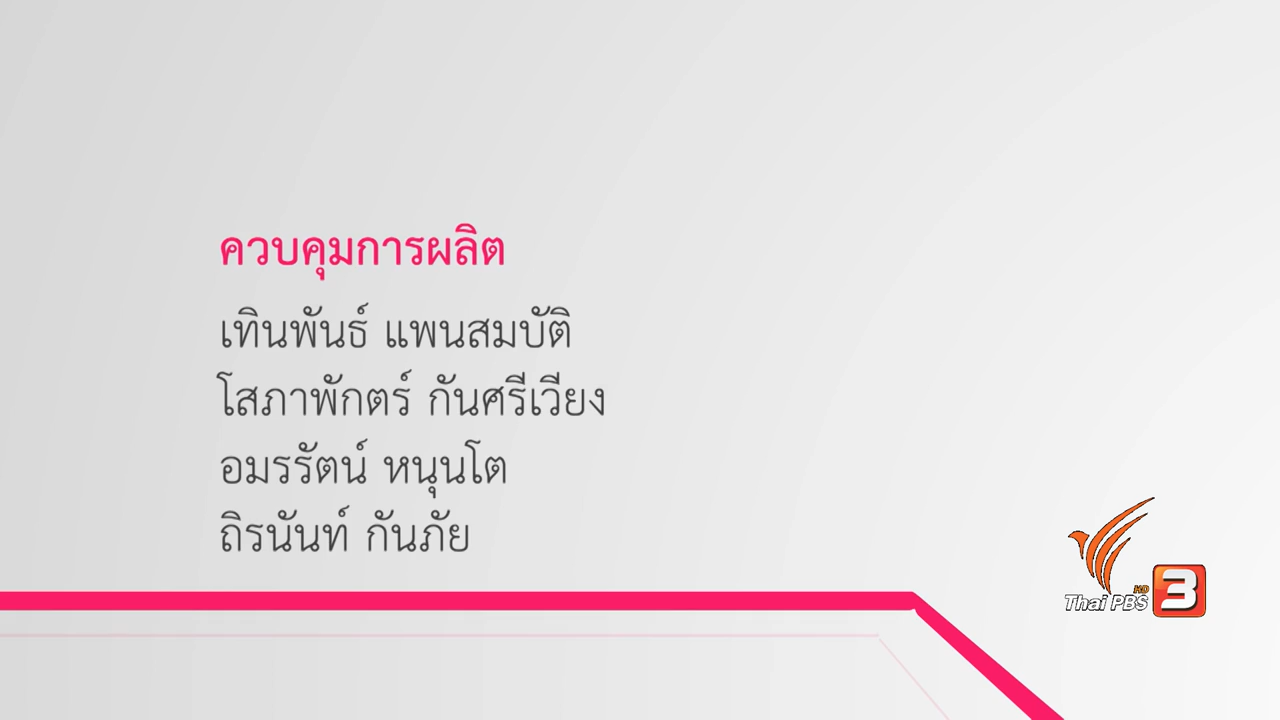 ควบคุมการผลิต
เทินพันธ์ แพนสมบัติ
โสภาพักตร์ กันศรีเวียง
อมรรัตน์ หนุนโต
ถิรนันท์ กันภัย
HD
Thai PBS 3